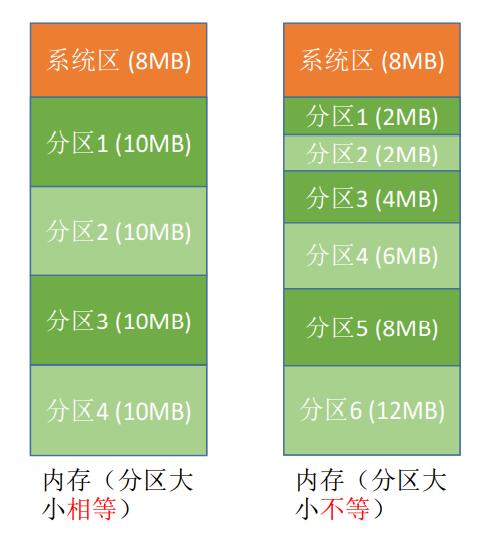 系统区 (8MB)
分区1 (10MB)
分区2 (10MB)
分区3 (10MB)
分区4 (10MB)
内存（分区大
小相等）
系统区 (8MB)
分区1 (2MB)
分区2 (2MB)
分区3 (4MB)
分区4 (6MB)
分区5 (8MB)
分区6 (12MB)
内存（分区大
小不等）